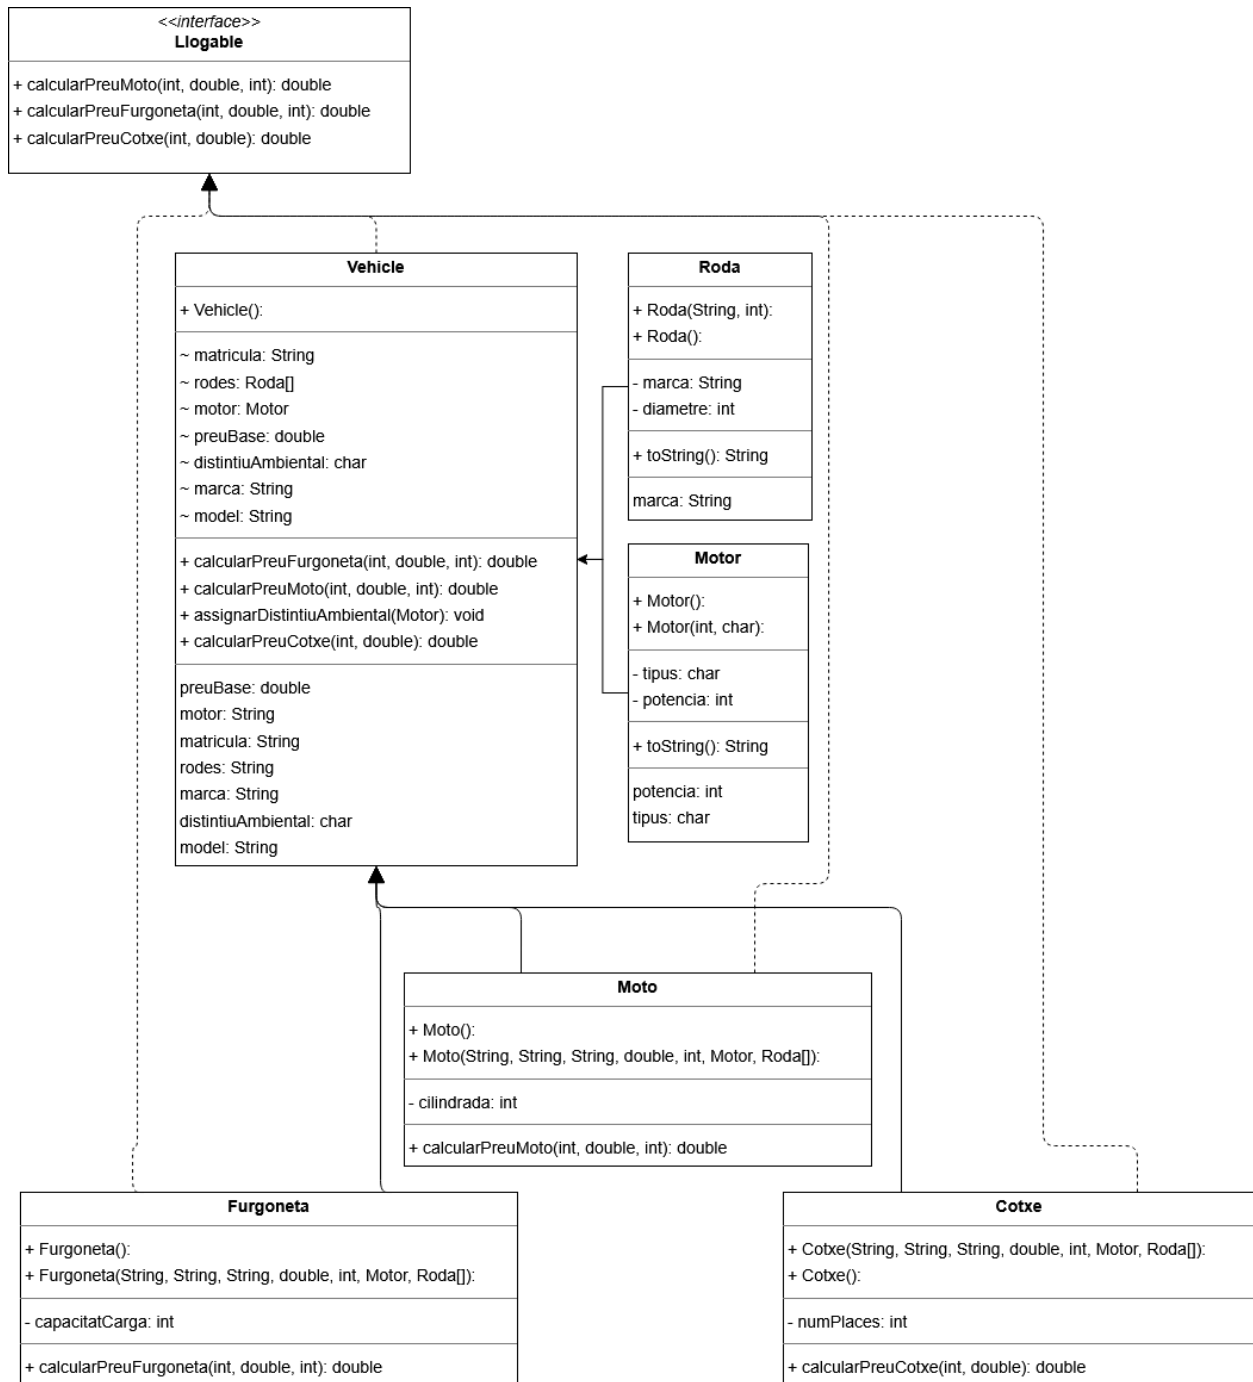 <<interface>>
Llogable
+ calcularPreuMoto(int, double, int): double
+ calcularPreuFurgoneta(int, double, int): double
+ calcularPreuCotxe(int, double): double
Vehicle
+ Vehicle():
~ matricula: String
~ rodes: Roda[]
~ motor: Motor
~ preuBase: double
~ distintiuAmbiental: char
~ marca: String
~ model: String
+ calcularPreuFurgoneta(int, double, int): double
+ calcularPreuMoto(int, double, int): double
+ assignarDistintiuAmbiental(Motor): void
+ calcularPreuCotxe(int, double): double
preuBase: double
motor: String
matricula: String
rodes: String
marca: String
distintiuAmbiental: char
model: String
Roda
+ Roda(String, int):
+ Roda():
- marca: String
- diametre: int
+ toString(): String
marca: String
Motor
+ Motor():
+ Motor(int, char):
- tipus: char
- potencia: int
+ toString(): String
potencia: int
tipus: char
Moto
+ Moto():
+ Moto(String, String, String, double, int, Motor, Roda[]):
- cilindrada: int
+ calcularPreuMoto(int, double, int): double
Furgoneta
+ Furgoneta():
+ Furgoneta(String, String, String, double, int, Motor, Roda[]):
- capacitatCarga: int
+ calcularPreuFurgoneta(int, double, int): double
Cotxe
+ Cotxe(String, String, String, double, int, Motor, Roda[]):
+ Cotxe():
- numPlaces: int
+ calcularPreuCotxe(int, double): double